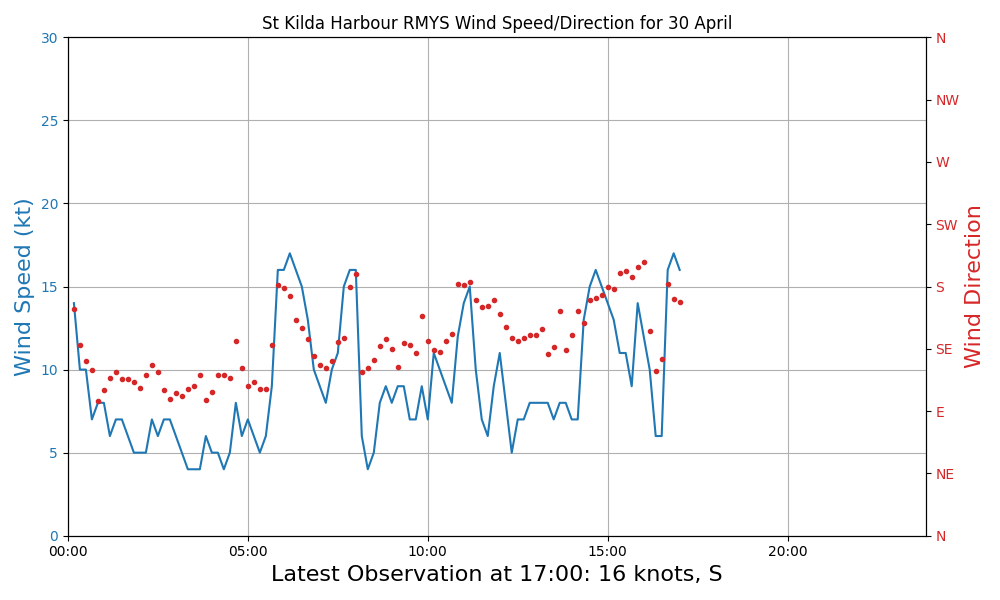 St Kilda Harbour RMYS Wind Speed/Direction for 30 April
30
25
20
15
10
5
0
Wind Speed (kt)
N
NW
W
SW
S
SE
E
NE
N
Wind Direction
00:00 05:00 10:00 15:00 20:00
Latest Observation at 17:00: 16 knots, S